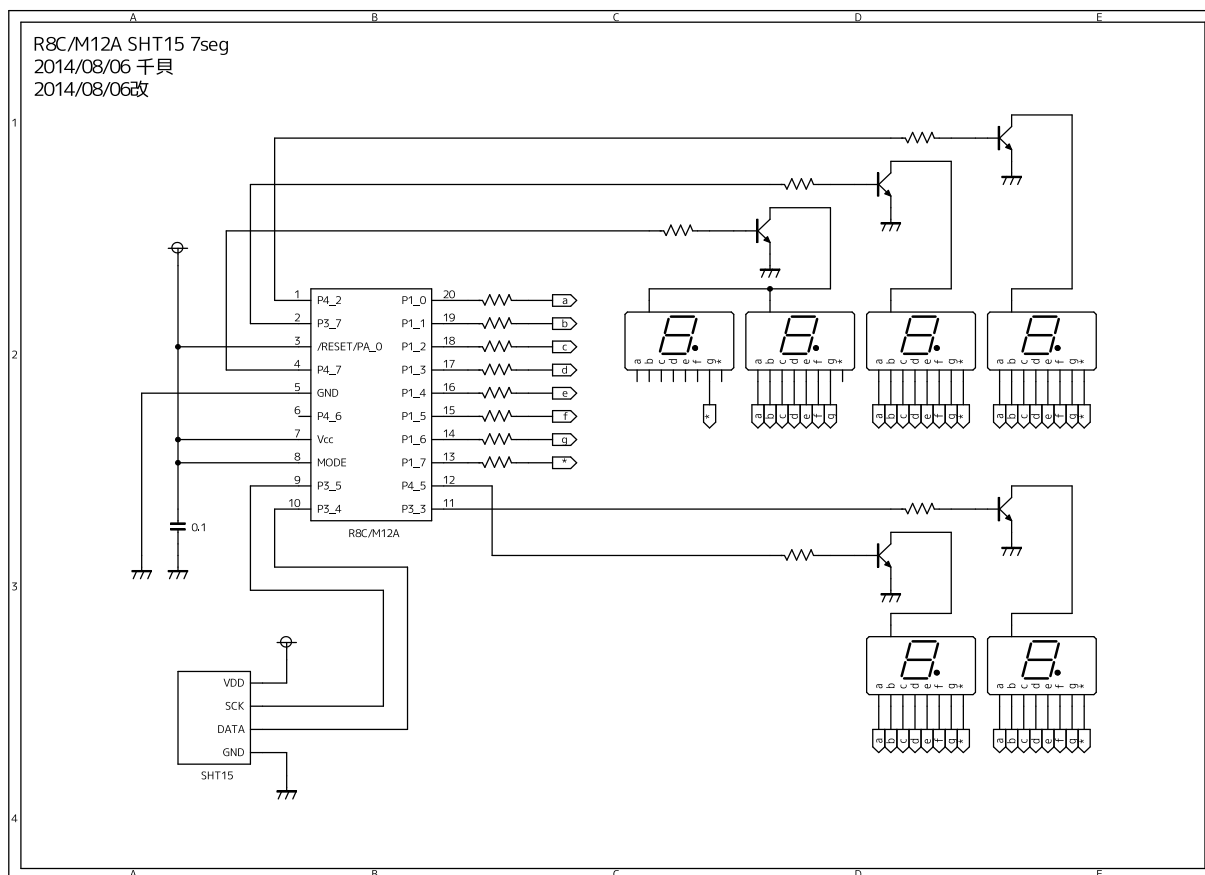 A B C D E
R8C/M12A SHT15 7seg
2014/08/06 千貝
2014/08/06改
1
1 P4_2 P1_0 20 a
2 P3_7 P1_1 19 b
3 /RESET/PA_0 P1_2 18 c
4 P4_7 P1_3 17 d
5 GND P1_4 16 e
6 P4_6 P1_5 15 f
7 Vcc P1_6 14 g
8 MODE P1_7 13 *
9 P3_5 P4_5 12
10 P3_4 P3_3 11
R8C/M12A
0.1
2
a b c d e f g * a b c d e f g * a b c d e f g * a b c d e f g *
* a b c d e f g a b c d e f g * a b c d e f g *
3
a b c d e f g * a b c d e f g *
a b c d e f g * a b c d e f g *
VDD
SCK
DATA
GND
SHT15
4
A B C D E